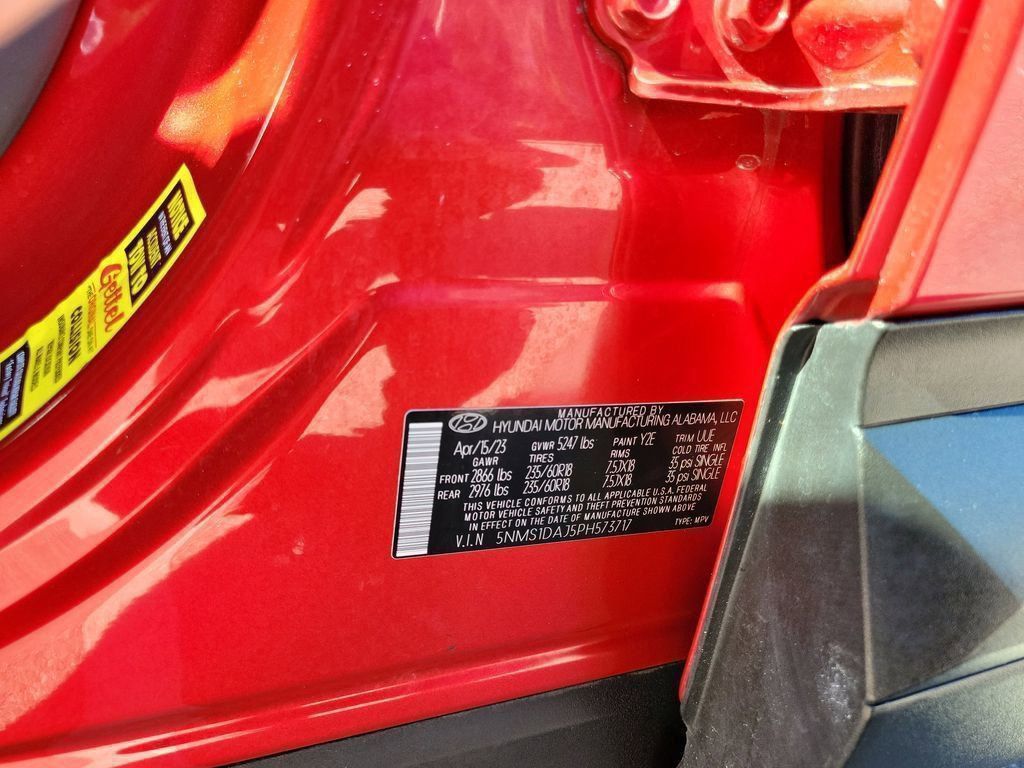 MANUFACTURED BY
HYUNDAI MOTOR MANUFACTURING ALABAMA, LLC
Apr/15/23 GVWR 5247 lbs PAINT Y2E TRIM UUE
GAWR TIRES RIMS COLD TIRE INFL
FRONT 2866 lbs 235/60R18 7.5JX18 35 psi SINGLE
REAR 2976 lbs 235/60R18 7.5JX18 35 psi SINGLE
THIS VEHICLE CONFORMS TO ALL APPLICABLE U.S.A. FEDERAL
MOTOR VEHICLE SAFETY AND THEFT PREVENTION STANDARDS
IN EFFECT ON THE DATE OF MANUFACTURE SHOWN ABOVE
V.I.N 5NMS1DAJ5PH573717 TYPE: MPV
Gettel
COLLISION